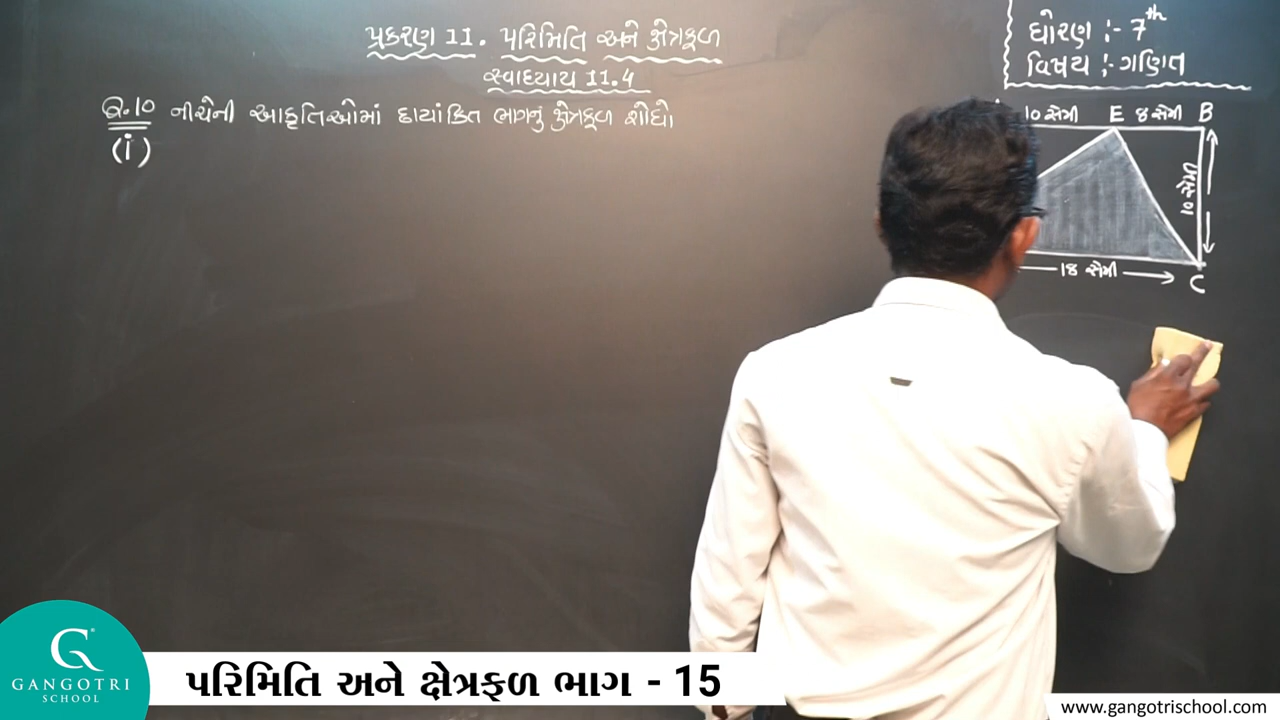 પ્રકરણ 11. પરિમિતિ અને ક્ષેત્રફળ
સ્વાધ્યાય 11.4
Q.10 નીચેની આકૃતિઓમાં છાયાંકિત ભાગનું ક્ષેત્રફળ શોધો
(i)
ધોરણ :- 7th
વિષય :- ગણિત
10 સેમી E 8 સેમી B
10 સેમી
18 સેમી
C
GANGOTRI
SCHOOL
પરિમિતિ અને ક્ષેત્રફળ ભાગ - 15
www.gangotrischool.com